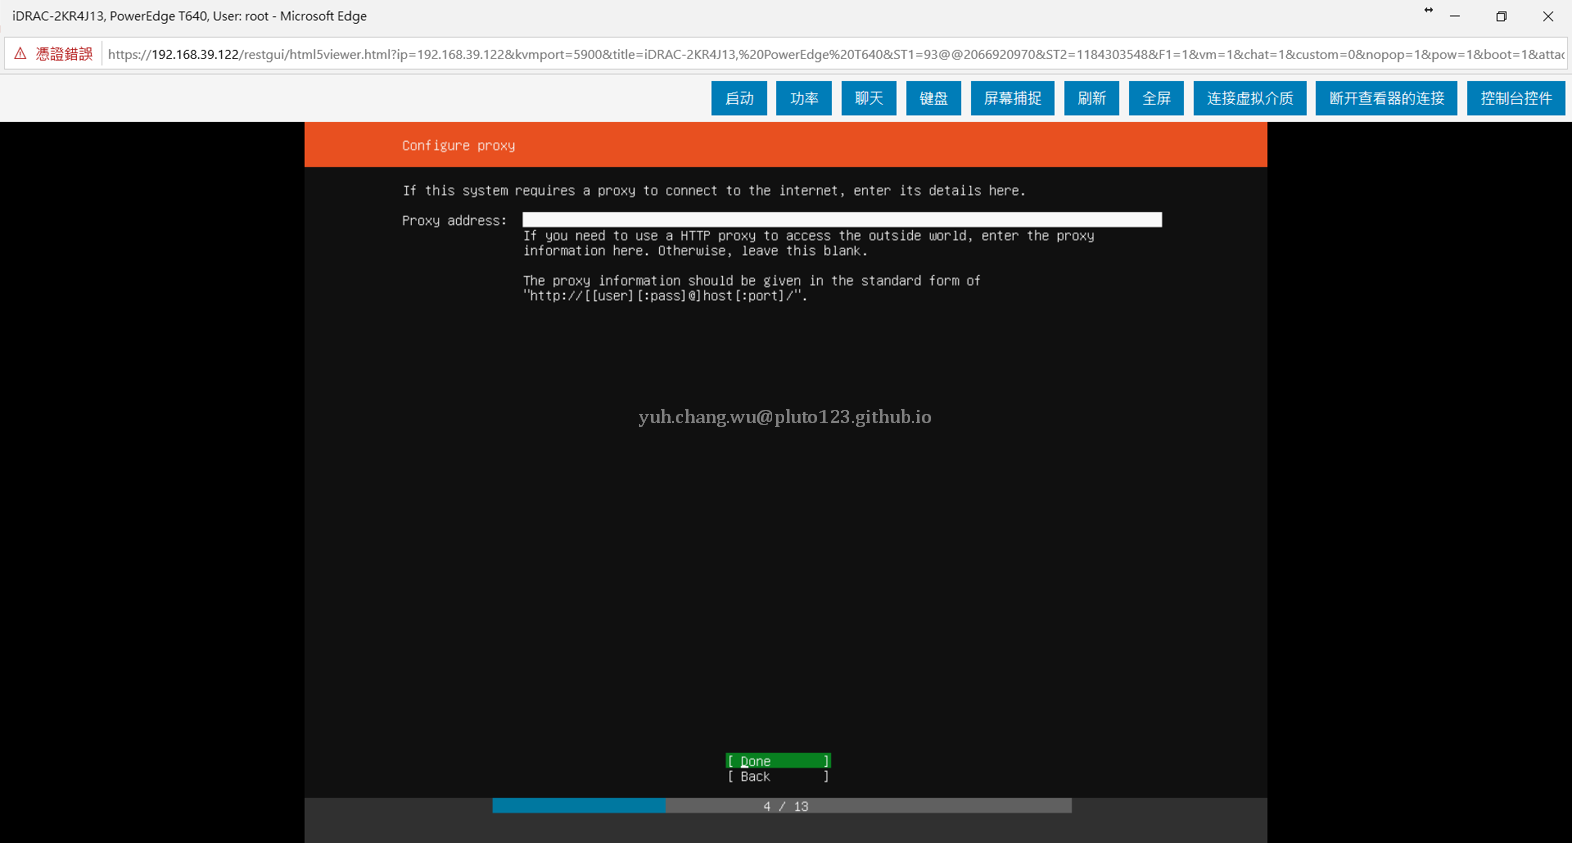 iDRAC-2KR4J13, PowerEdge T640, User: root - Microsoft Edge
憑證錯誤 https://192.168.39.122/restgui/html5viewer.html?ip=192.168.39.122&kvmport=5900&title=iDRAC-2KR4J13,%20PowerEdge%20T640&ST1=93@@2066920970&ST2=1184303548&F1=1&vm=1&chat=1&custom=0&nopop=1&pow=1&boot=1&attac
启动 功率 聊天 键盘 屏幕捕捉 刷新 全屏 连接虚拟介质 断开查看器的连接 控制台控件
Configure proxy
If this system requires a proxy to connect to the internet, enter its details here.
Proxy address:
If you need to use a HTTP proxy to access the outside world, enter the proxy
information here. Otherwise, leave this blank.
The proxy information should be given in the standard form of
"http://[[user][:pass]@]host[:port]/".
yuh.chang.wu@pluto123.github.io
[ Done ]
[ Back ]
4 / 13